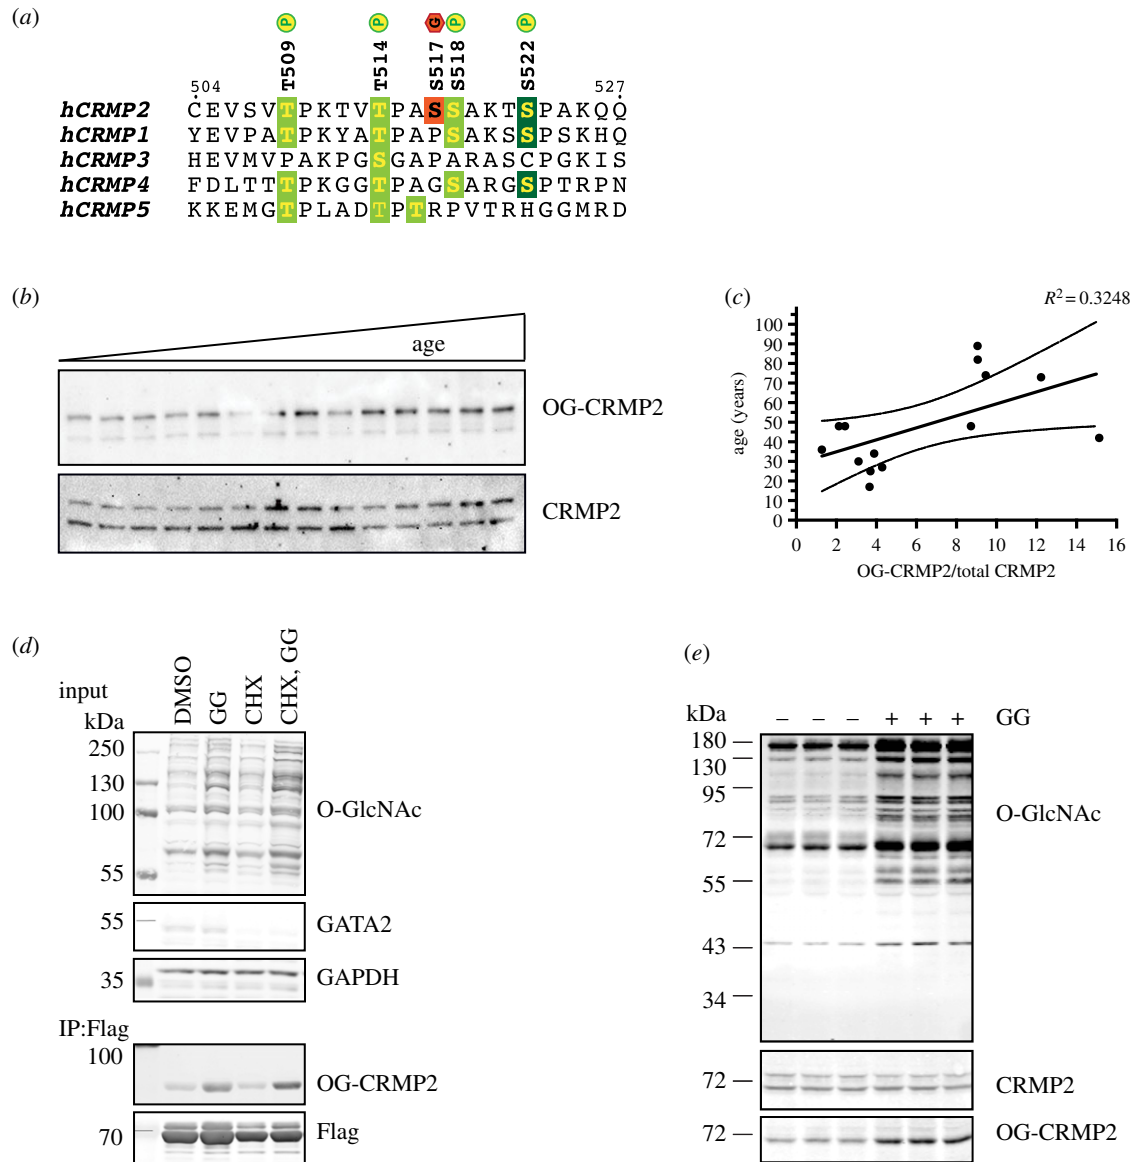 (a)
P P G P P
T509 T514 S517 S518 S522
504 527
hCRMP2 CEVSVTPKTVTPASSAKTSPAKQQ
hCRMP1 YEVPATPKYATPAPSAKSSPSKHQ
hCRMP3 HEVMVPAKPGSGAPARASCPGKIS
hCRMP4 FDLTTTPKGGTPAGSARGSPTRPN
hCRMP5 KKEMGTPLADTPTRPVTRHGGMRD
(b)
age
OG-CRMP2
CRMP2
(c)
R² = 0.3248
100
90
80
70
60
50
40
30
20
10
0
age (years)
0 2 4 6 8 10 12 14 16
OG-CRMP2/total CRMP2
(d)
input
kDa
DMSO GG CHX CHX, GG
250
130
100
55
O-GlcNAc
55
GATA2
35
GAPDH
IP:Flag
100
OG-CRMP2
70
Flag
(e)
kDa
– – – + + + GG
180
130
95
72
55
43
34
O-GlcNAc
72
CRMP2
72
OG-CRMP2